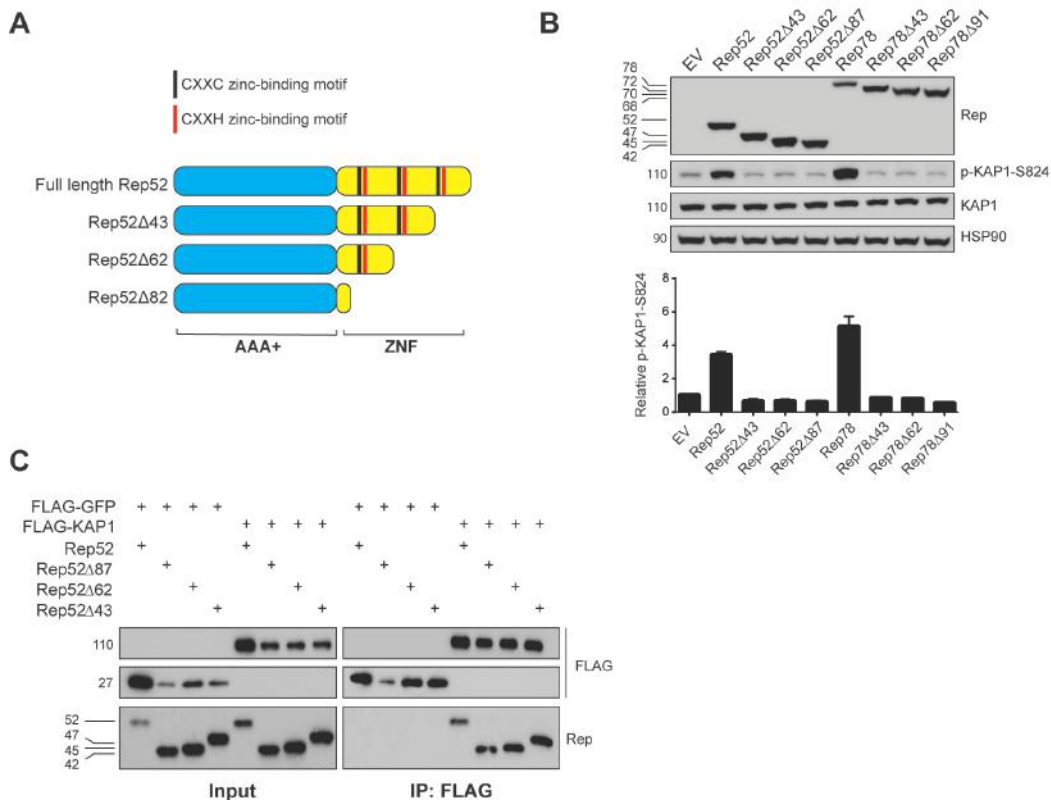 A
CXXC zinc-binding motif
CXXH zinc-binding motif
Full length Rep52
Rep52Δ43
Rep52Δ62
Rep52Δ82
AAA+ ZNF
B
EV Rep52 Rep52Δ43 Rep52Δ62 Rep52Δ87 Rep78 Rep78Δ43 Rep78Δ62 Rep78Δ91
78
72
70
68
52
47
45
42
Rep
110 p-KAP1-S824
110 KAP1
90 HSP90
Relative p-KAP1-S824
8
6
4
2
0
EV Rep52 Rep52Δ43 Rep52Δ62 Rep52Δ87 Rep78 Rep78Δ43 Rep78Δ62 Rep78Δ91
C
FLAG-GFP + + + + + + + +
FLAG-KAP1 + + + + + + + +
Rep52 + + + +
Rep52Δ87 + + + +
Rep52Δ62 + + + +
Rep52Δ43 + + + +
110
27
FLAG
52
47
45
42
Rep
Input IP: FLAG